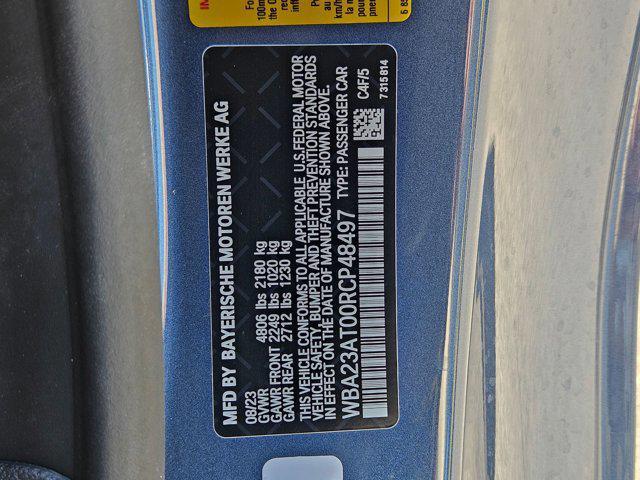 MFD BY BAYERISCHE MOTOREN WERKE AG
08/23
GVWR 4806 lbs 2180 kg
GAWR FRONT 2249 lbs 1020 kg
GAWR REAR 2712 lbs 1230 kg
THIS VEHICLE CONFORMS TO ALL APPLICABLE U.S.FEDERAL MOTOR
VEHICLE SAFETY, BUMPER AND THEFT PREVENTION STANDARDS
IN EFFECT ON THE DATE OF MANUFACTURE SHOWN ABOVE.
WBA23AT00RCP48497 TYPE: PASSENGER CAR
C4F/5
7315814